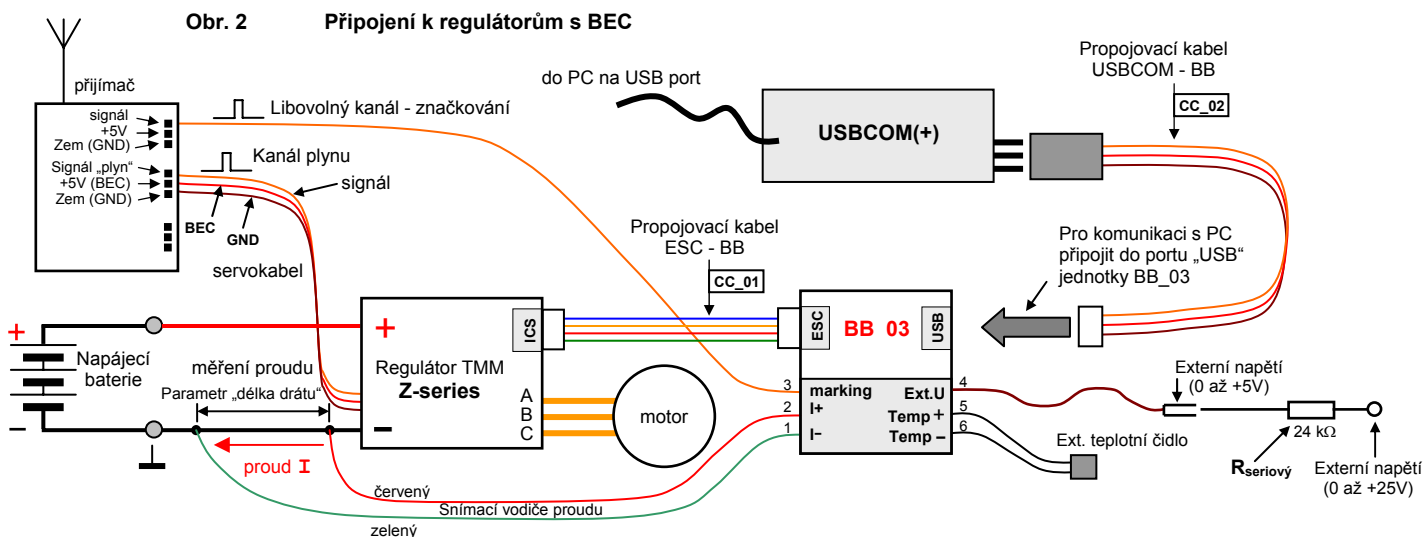 Obr. 2 Připojení k regulátorům s BEC
přijímač
signál
+5V
Zem (GND)
Signál „plyn“
+5V (BEC)
Zem (GND)
Libovolný kanál - značkování
Kanál plynu
signál
BEC
GND
servokabel
do PC na USB port
USBCOM(+)
Propojovací kabel
USBCOM - BB
CC_02
Propojovací kabel
ESC - BB
CC_01
Pro komunikaci s PC
připojit do portu „USB“
jednotky BB_03
+
Napájecí
baterie
–
měření proudu
Parametr „délka drátu“
proud I
+
ICS
Regulátor TMM
Z-series
A
B
C
–
motor
ESC
BB 03
USB
3 marking
2 I+
1 I–
Ext.U 4
Temp + 5
Temp – 6
Externí napětí
(0 až +5V)
24 kΩ
Rseriový
Externí napětí
(0 až +25V)
Ext. teplotní čidlo
červený
Snímací vodiče proudu
zelený